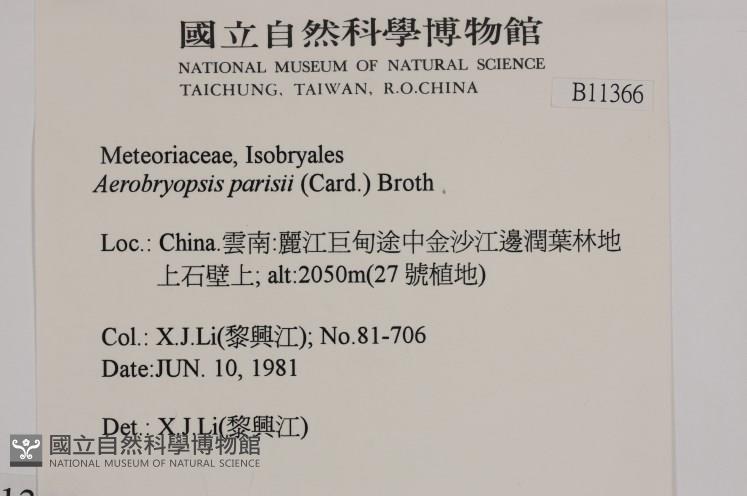 國立自然科學博物館
NATIONAL MUSEUM OF NATURAL SCIENCE
TAICHUNG, TAIWAN, R.O.CHINA
B11366
Meteoriaceae, Isobryales
Aerobryopsis parisii (Card.) Broth
Loc.: China.雲南:麗江巨甸途中金沙江邊潤葉林地
上石壁上; alt:2050m(27 號植地)
Col.: X.J.Li(黎興江); No.81-706
Date:JUN. 10, 1981
Det.: X.J.Li(黎興江)
國立自然科學博物館
NATIONAL MUSEUM OF NATURAL SCIENCE